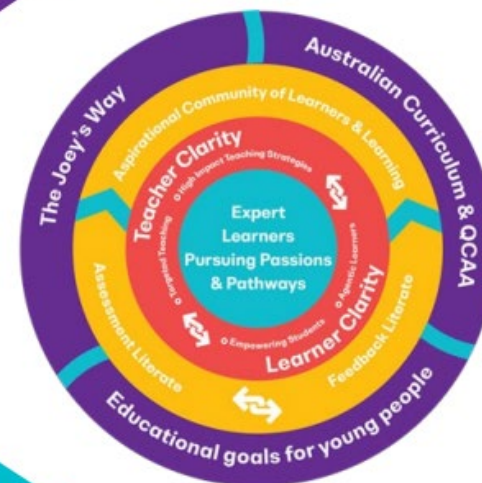 The Joey's Way
Australian Curriculum & QCAA
Educational goals for young people
Aspirational Community of Learners & Learning
Assessment Literate
Feedback Literate
Teacher Clarity
High Impact Teaching Strategies
Targeted Teaching
Learner Clarity
Agentic Learners
Empowering Students
Expert
Learners
Pursuing Passions
& Pathways